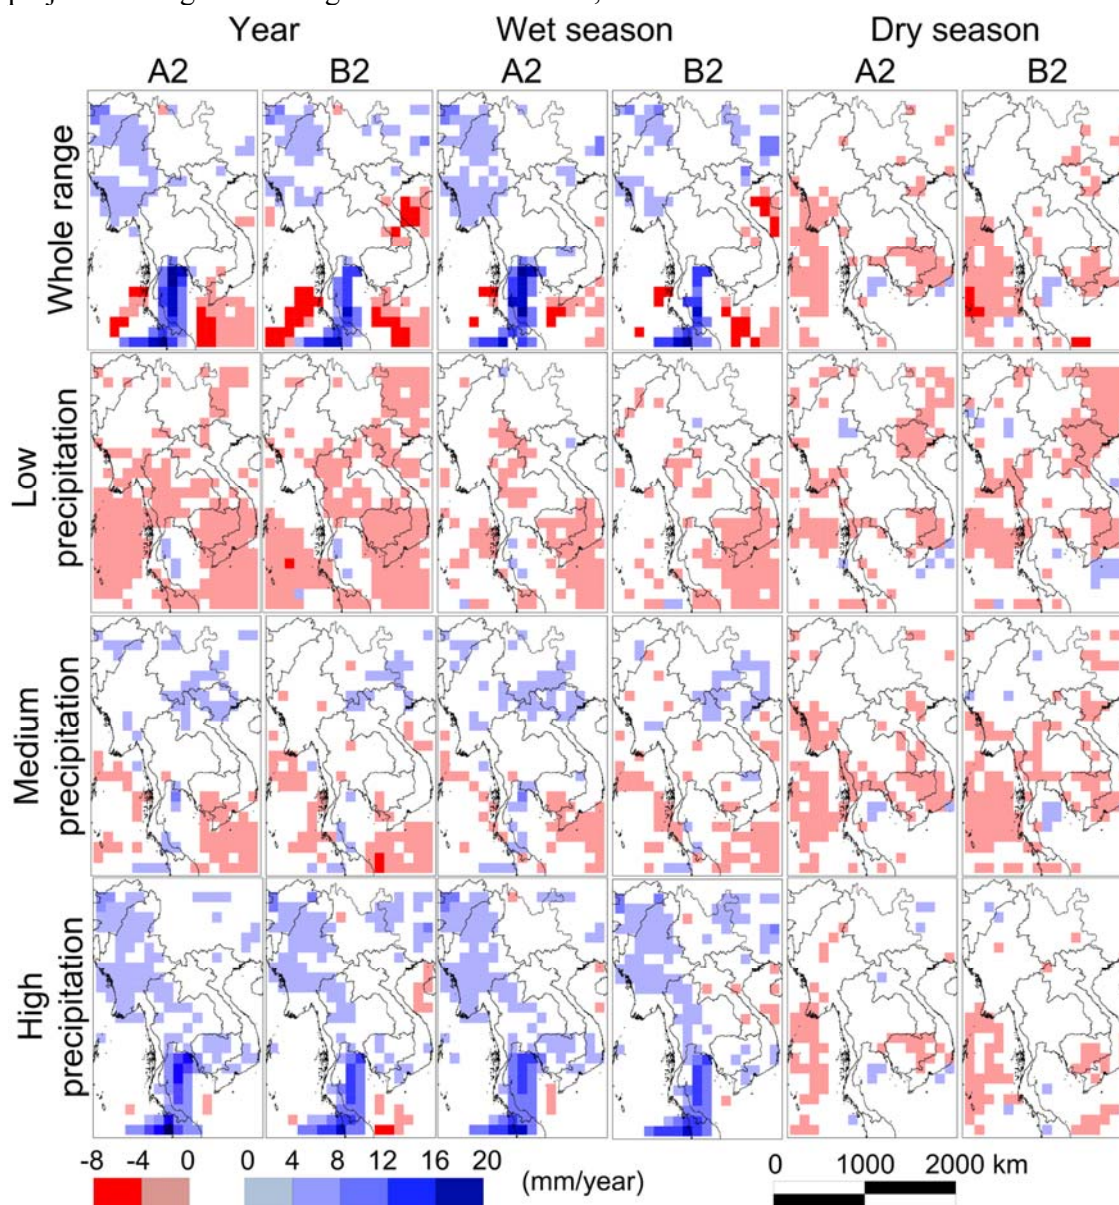 Year Wet season Dry season
A2 B2 A2 B2 A2 B2
Whole range
Low
precipitation
Medium
precipitation
High
precipitation
-8 -4 0 0 4 8 12 16 20 (mm/year) 0 1000 2000 km